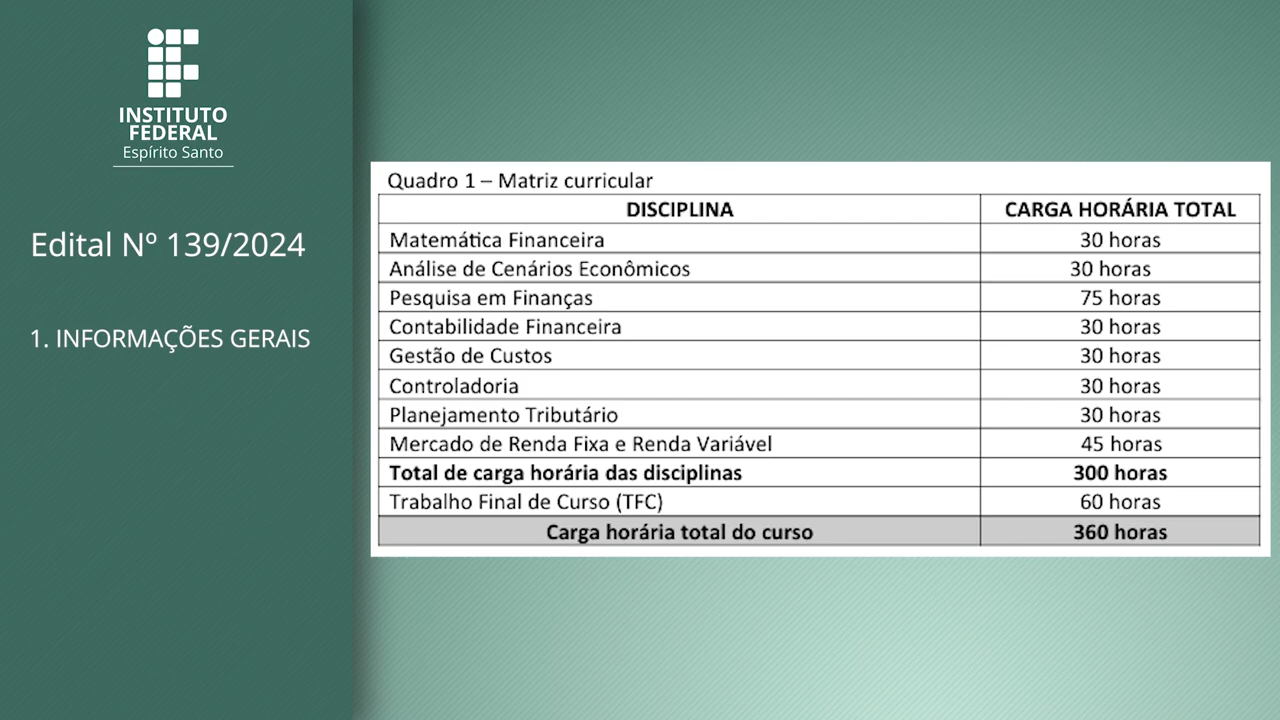 INSTITUTO
FEDERAL
Espírito Santo
Edital Nº 139/2024
1. INFORMAÇÕES GERAIS
Quadro 1 – Matriz curricular
DISCIPLINA CARGA HORÁRIA TOTAL
Matemática Financeira 30 horas
Análise de Cenários Econômicos 30 horas
Pesquisa em Finanças 75 horas
Contabilidade Financeira 30 horas
Gestão de Custos 30 horas
Controladoria 30 horas
Planejamento Tributário 30 horas
Mercado de Renda Fixa e Renda Variável 45 horas
Total de carga horária das disciplinas 300 horas
Trabalho Final de Curso (TFC) 60 horas
Carga horária total do curso 360 horas